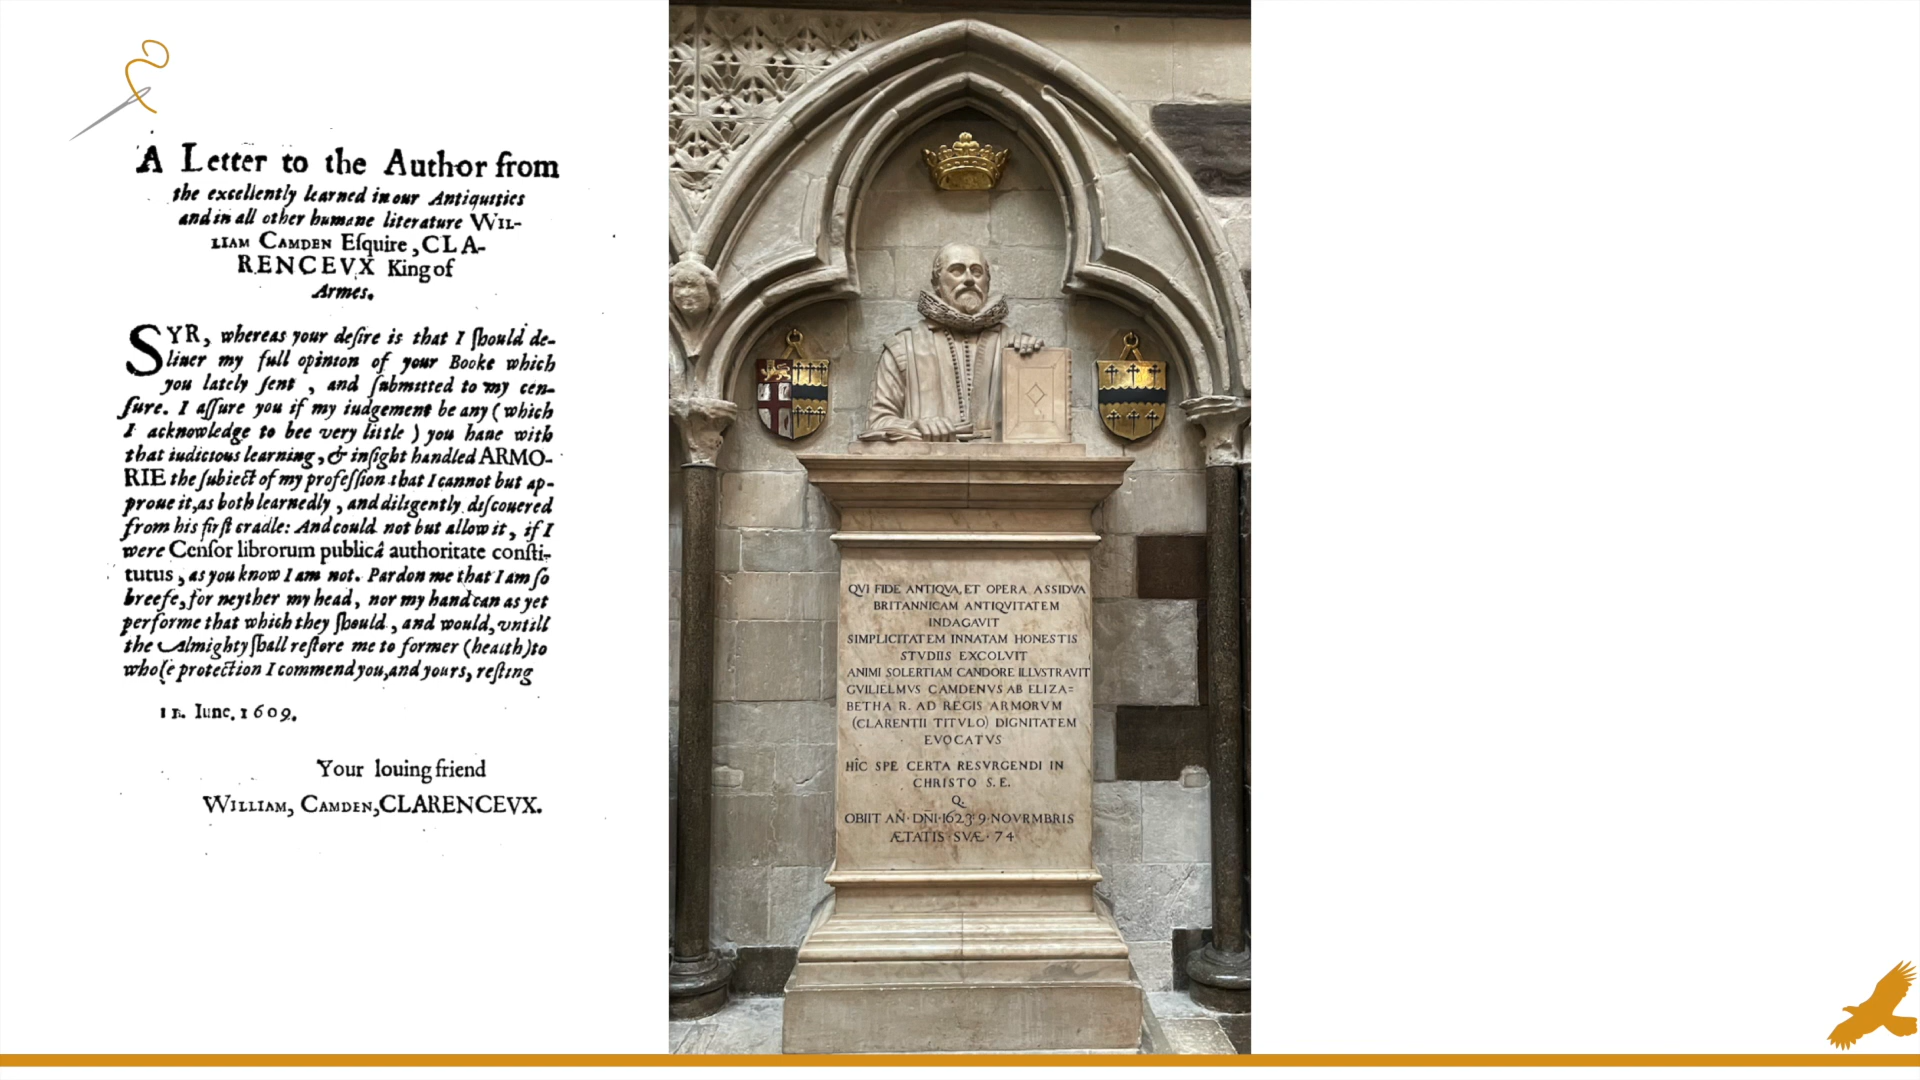 A Letter to the Author from
the excellently learned in our Antiquities
and in all other humane literature WIL-
LIAM CAMDEN Eſquire, CLA-
RENCEVX King of
Armes.
SYR, whereas your deſire is that I ſhould de-
liuer my full opinion of your Booke which
you lately ſent, and ſubmitted to my cen-
ſure. I aſſure you if my iudgement be any (which
I acknowledge to bee very little) you haue with
that iudicious learning, & inſight handled ARMO-
RIE the ſubiect of my profeſſion that I cannot but ap-
proue it, as both learnedly, and diligently diſcouered
from his firſt cradle: And could not but allow it, if I
were Cenſor librorum publicâ authoritate conſti-
tutus, as you know I am not. Pardon me that I am ſo
breefe, for neyther my head, nor my hand can as yet
performe that which they ſhould, and would, vntill
the Almighty ſhall reſtore me to former (health) to
whoſe protection I commend you, and yours, reſting
Iune. 1609.
Your louing friend
WILLIAM, CAMDEN, CLARENCEVX.
QVI FIDE ANTIQVA, ET OPERA ASSIDVA
BRITANNICAM ANTIQVITATEM
INDAGAVIT
SIMPLICITATEM INNATAM HONESTIS
STVDIIS EXCOLVIT
ANIMI SOLERTIAM CANDORE ILLVSTRAVIT
GVILIELMVS CAMDENVS AB ELIZA=
BETHA R. AD REGIS ARMORVM
(CLARENTII TITVLO) DIGNITATEM
EVOCATVS
HIC SPE CERTA RESVRGENDI IN
CHRISTO S.E.
Q.
OBIIT AÑ· DÑI·1623·9·NOVRMBRIS
ÆTATIS SVÆ·74